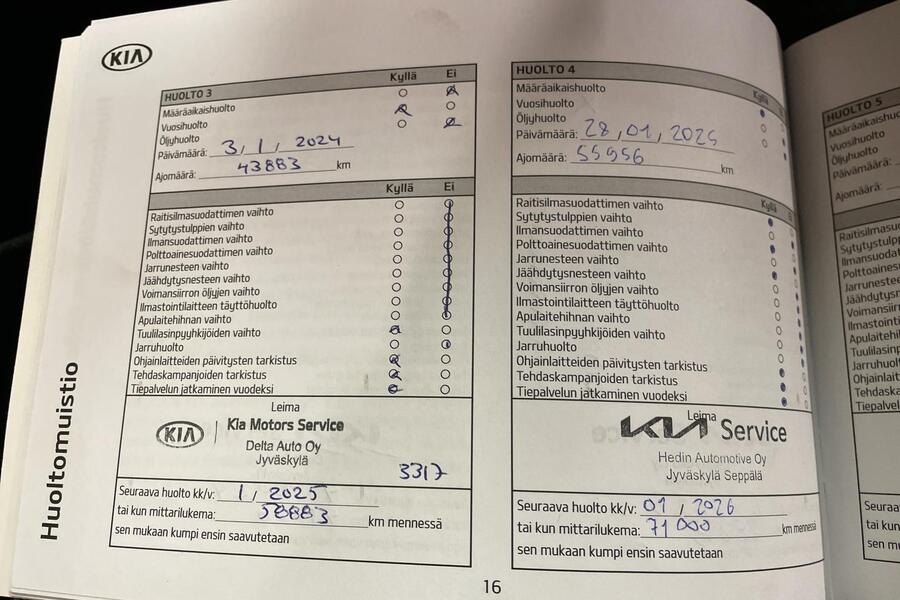 KIA
HUOLTO 3
Kyllä Ei
Määräaikaishuolto
Vuosihuolto
Öljyhuolto
Päivämäärä: 3, 1, 2024
Ajomäärä: 43883 km
Kyllä Ei
Raitisilmasuodattimen vaihto
Sytytystulppien vaihto
Ilmansuodattimen vaihto
Polttoainesuodattimen vaihto
Jarrunesteen vaihto
Jäähdytysnesteen vaihto
Voimansiirron öljyjen vaihto
Ilmastointilaitteen täyttöhuolto
Apulaitehihnan vaihto
Tuulilasinpyyhkijöiden vaihto
Jarruhuolto
Ohjainlaitteiden päivitysten tarkistus
Tehdaskampanjoiden tarkistus
Tiepalvelun jatkaminen vuodeksi
Leima
KIA Kia Motors Service
Delta Auto Oy
Jyväskylä
3317
Seuraava huolto kk/v: 1 / 2025
tai kun mittarilukema: 58883 km mennessä
sen mukaan kumpi ensin saavutetaan
HUOLTO 4
Kyllä
Määräaikaishuolto
Vuosihuolto
Öljyhuolto
Päivämäärä: 28, 01, 2025
Ajomäärä: 55956 km
Kyllä
Raitisilmasuodattimen vaihto
Sytytystulppien vaihto
Ilmansuodattimen vaihto
Polttoainesuodattimen vaihto
Jarrunesteen vaihto
Jäähdytysnesteen vaihto
Voimansiirron öljyjen vaihto
Ilmastointilaitteen täyttöhuolto
Apulaitehihnan vaihto
Tuulilasinpyyhkijöiden vaihto
Jarruhuolto
Ohjainlaitteiden päivitysten tarkistus
Tehdaskampanjoiden tarkistus
Tiepalvelun jatkaminen vuodeksi
Leima
KIA Service
Hedin Automotive Oy
Jyväskylä Seppälä
Seuraava huolto kk/v: 01 / 2026
tai kun mittarilukema: 71000 km mennessä
sen mukaan kumpi ensin saavutetaan
Huoltomuistio
16
HUOLTO 5
Määräaikaishu
Vuosihuolto
Öljyhuolto
Päivämäärä:
Ajomäärä: